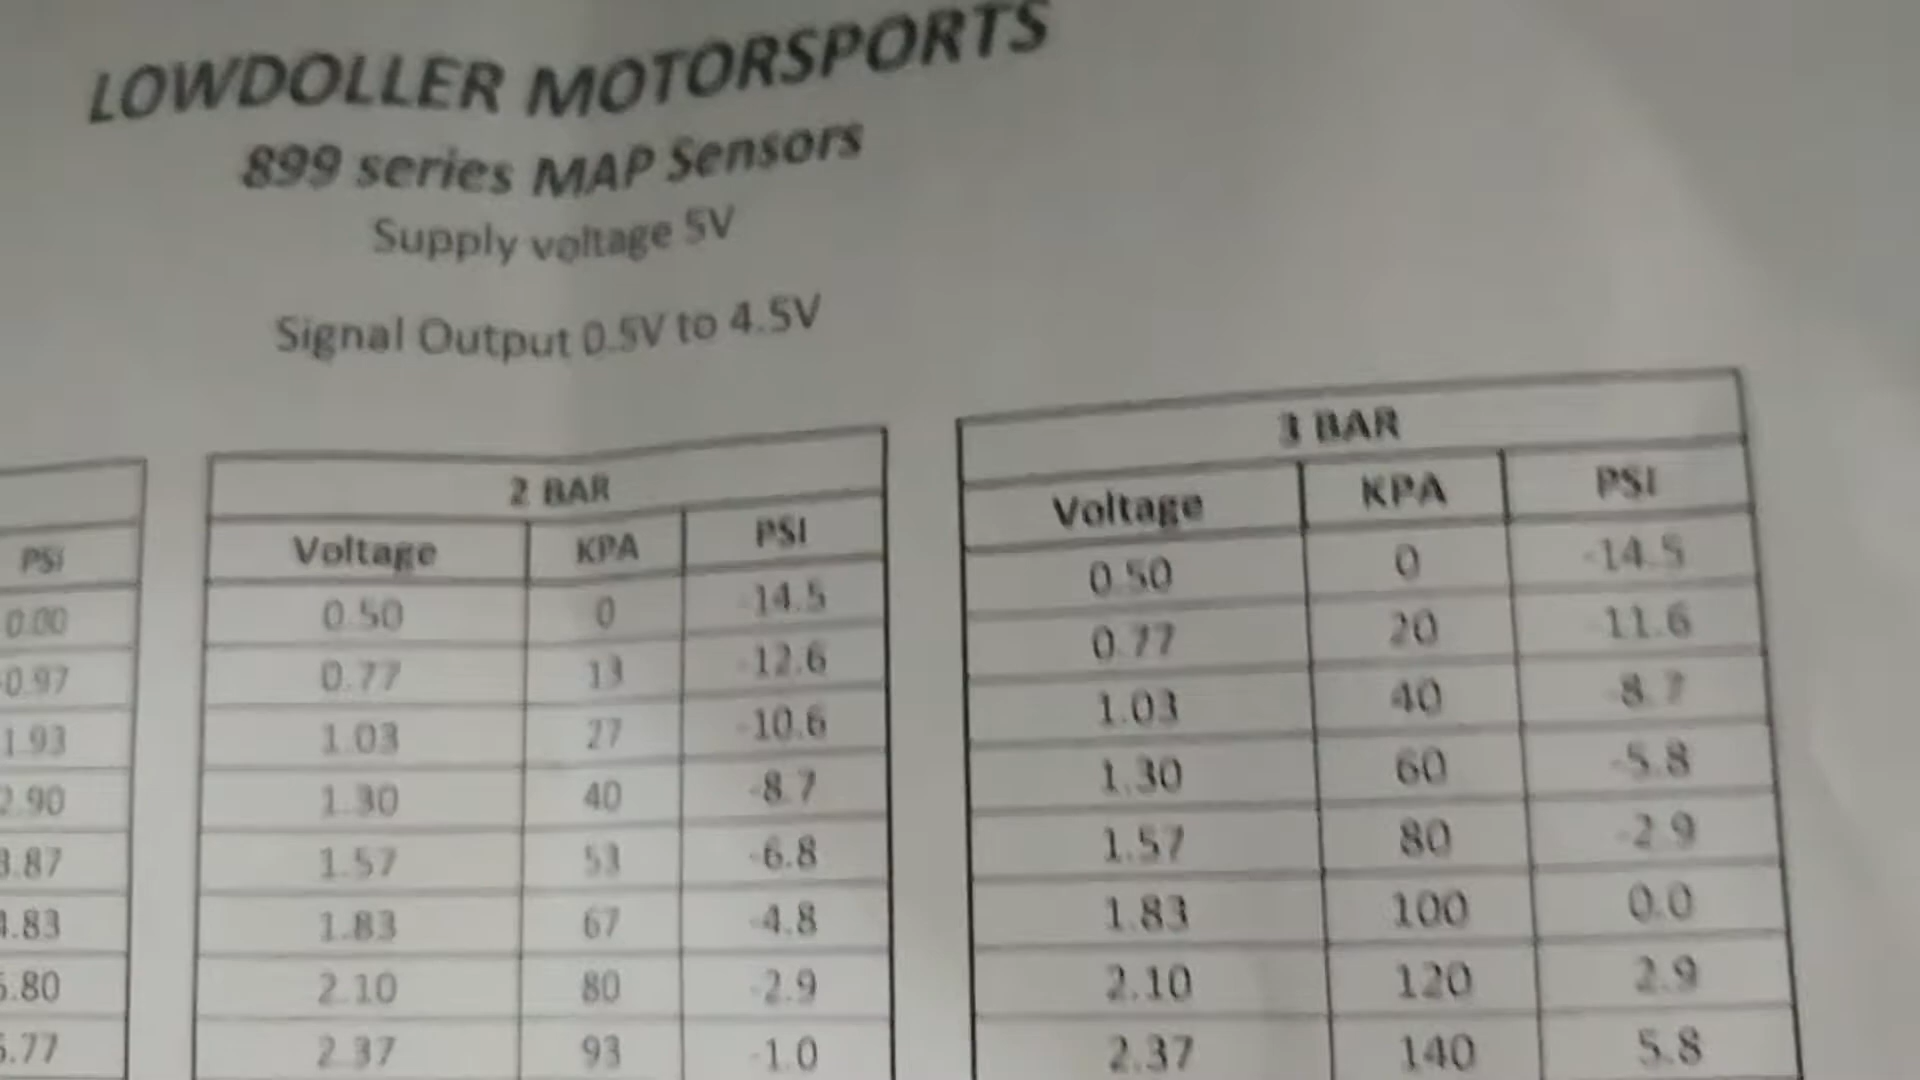 LOWDOLLER MOTORSPORTS
899 series MAP Sensors
Supply voltage 5V
Signal Output 0.5V to 4.5V
PSI
0.00
0.97
1.93
2.90
3.87
4.83
5.80
2 BAR
Voltage KPA PSI
0.50 0 -14.5
0.77 13 -12.6
1.03 27 -10.6
1.30 40 -8.7
1.57 53 -6.8
1.83 67 -4.8
2.10 80 -2.9
2.37 93 -1.0
3 BAR
Voltage KPA PSI
0.50 0 -14.5
0.77 20 -11.6
1.03 40 -8.7
1.30 60 -5.8
1.57 80 -2.9
1.83 100 0.0
2.10 120 2.9
2.37 140 5.8